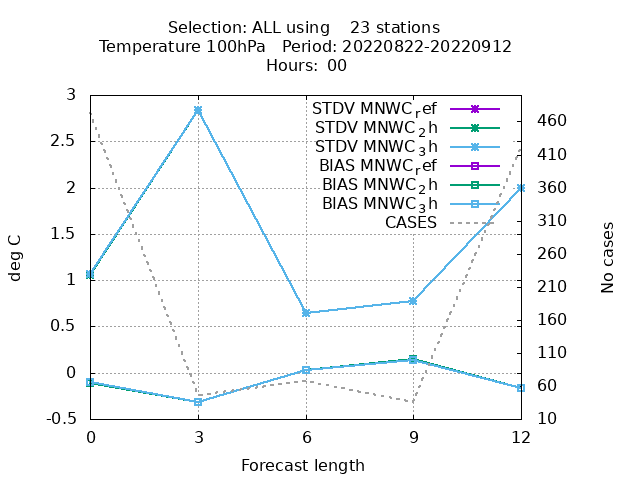 Selection: ALL using    23 stations
Temperature 100hPa   Period: 20220822-20220912
Hours: 00
STDV MNWC_ref
STDV MNWC_2h
STDV MNWC_3h
BIAS MNWC_ref
BIAS MNWC_2h
BIAS MNWC_3h
CASES
deg C
3
2.5
2
1.5
1
0.5
0
-0.5
No cases
460
410
360
310
260
210
160
110
60
10
0 3 6 9 12
Forecast length